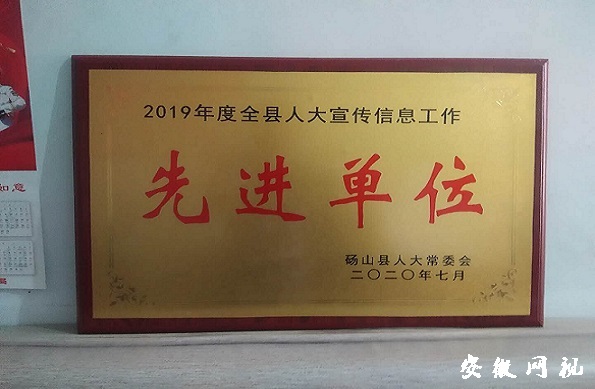 2019年度全县人大宣传信息工作
先进单位
砀山县人大常委会
二〇二〇年七月
如意
安徽网视